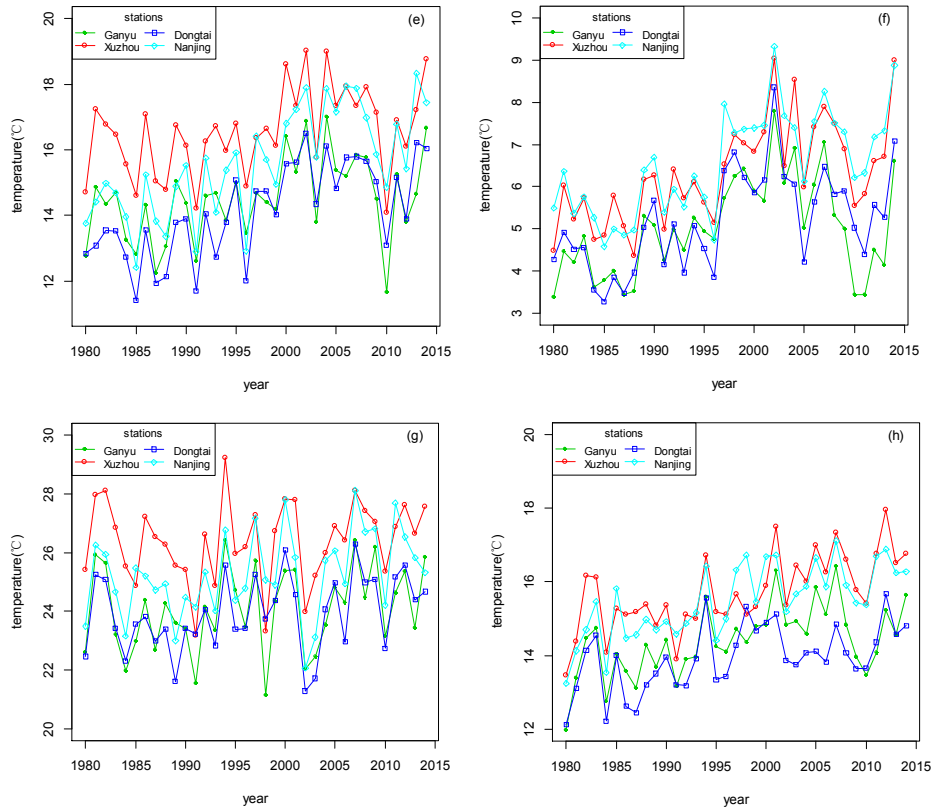 (e)
stations
Ganyu Dongtai
Xuzhou Nanjing
temperature(℃)
18
16
14
12
1980 1985 1990 1995 2000 2005 2010 2015
year
(f)
stations
Ganyu Dongtai
Xuzhou Nanjing
temperature(℃)
10
9
8
7
6
5
4
3
1980 1985 1990 1995 2000 2005 2010 2015
year
(g)
stations
Ganyu Dongtai
Xuzhou Nanjing
temperature(℃)
30
28
26
24
22
20
1980 1985 1990 1995 2000 2005 2010 2015
year
(h)
stations
Ganyu Dongtai
Xuzhou Nanjing
temperature(℃)
20
18
16
14
12
1980 1985 1990 1995 2000 2005 2010 2015
year